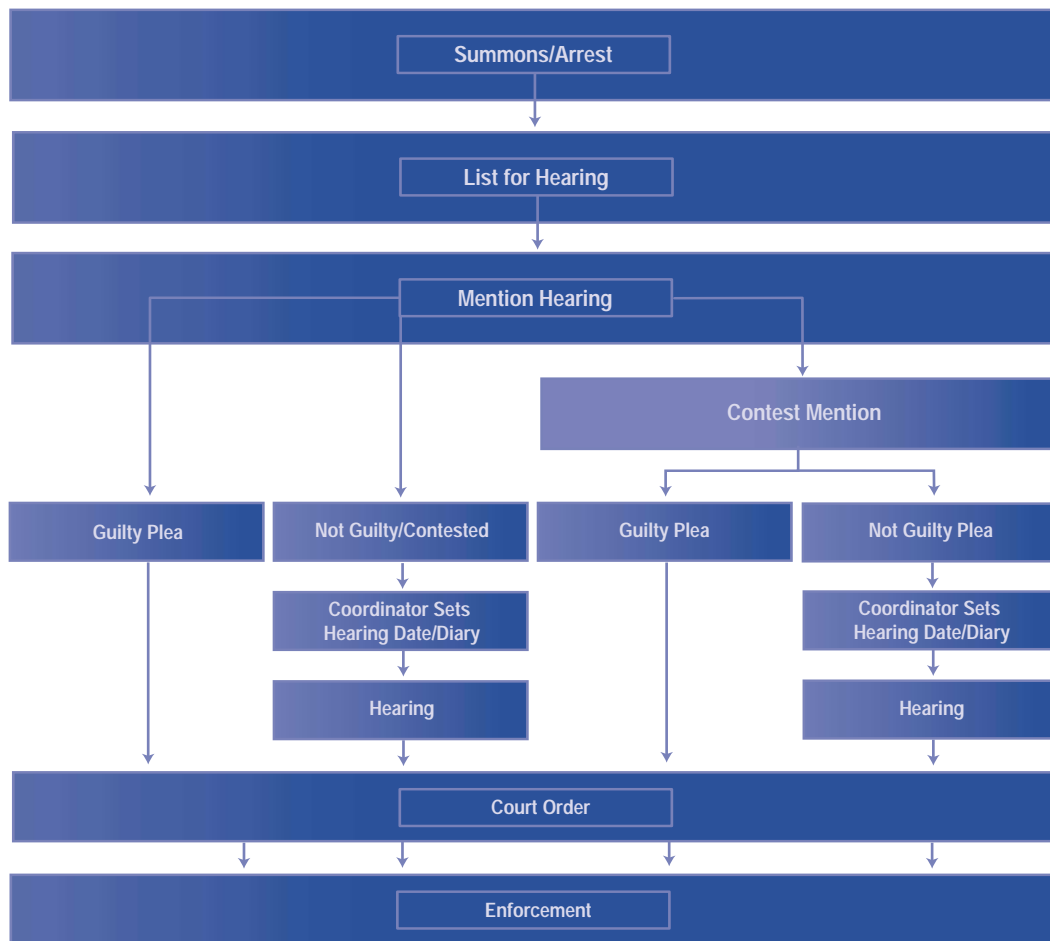 Summons/Arrest
List for Hearing
Mention Hearing
Contest Mention
Guilty Plea
Not Guilty/Contested
Guilty Plea
Not Guilty Plea
Coordinator Sets
Hearing Date/Diary
Coordinator Sets
Hearing Date/Diary
Hearing
Hearing
Court Order
Enforcement